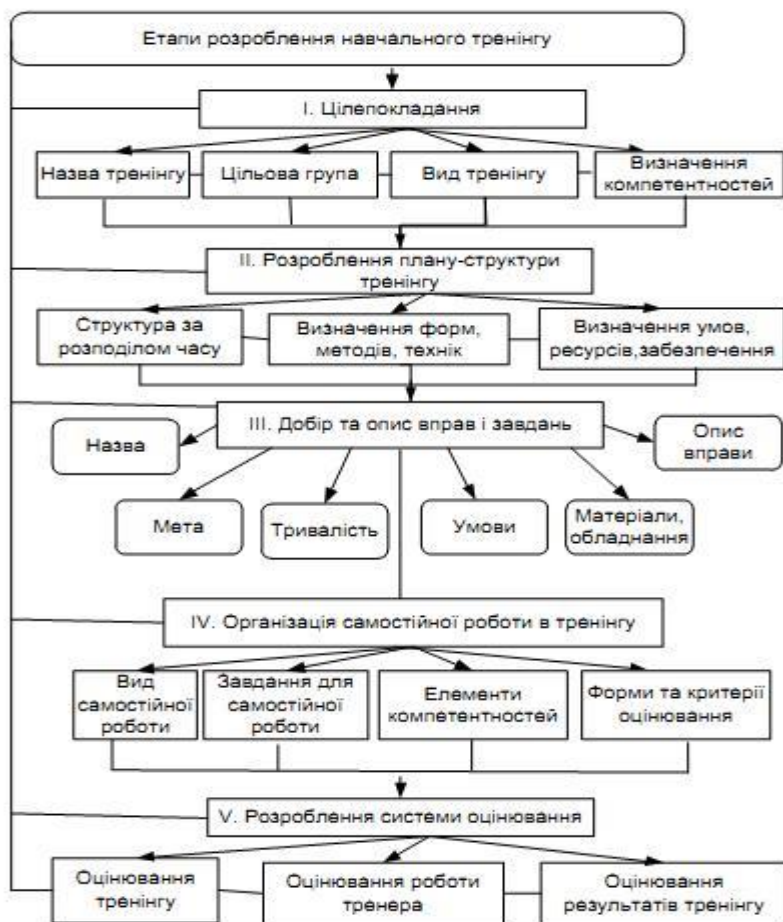 Етапи розроблення навчального тренінгу
І. Цілепокладання
Назва тренінгу
Цільова група
Вид тренінгу
Визначення
компетентностей
ІІ. Розроблення плану-структури
тренінгу
Структура за
розподілом часу
Визначення форм,
методів, технік
Визначення умов,
ресурсів,забезпечення
ІІІ. Добір та опис вправ і завдань
Назва
Опис
вправи
Мета
Тривалість
Умови
Матеріали,
обладнання
IV. Організація самостійної роботи в тренінгу
Вид
самостійної
роботи
Завдання для
самостійної
роботи
Елементи
компетентностей
Форми та критерії
оцінювання
V. Розроблення системи оцінювання
Оцінювання
тренінгу
Оцінювання роботи
тренера
Оцінювання
результатів тренінгу